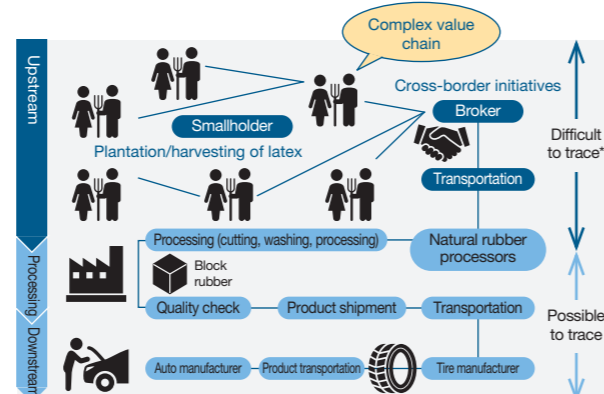 Upstream
Complex value
chain
Cross-border initiatives
Smallholder
Broker
Plantation/harvesting of latex
Difficult
to trace*
Transportation
Processing
Processing (cutting, washing, processing)
Natural rubber
processors
Block
rubber
Quality check
Product shipment
Transportation
Possible
to trace
Downstream
Auto manufacturer
Product transportation
Tire manufacturer